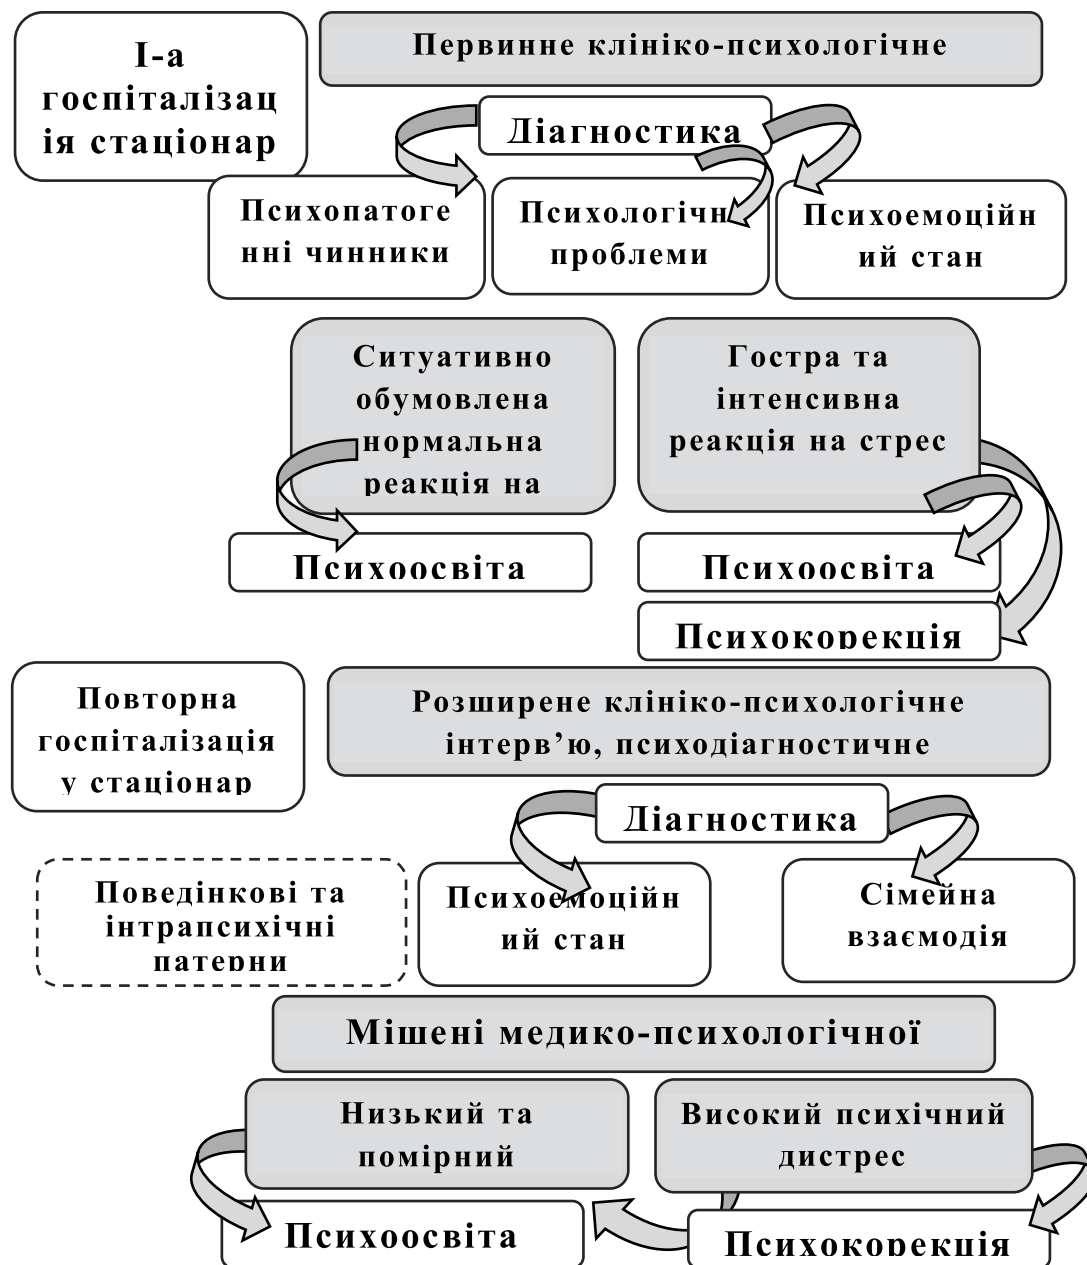 І-а
госпіталізац
ія стаціонар
Первинне клініко-психологічне
Діагностика
Психопатоге
нні чинники
Психологічн
проблеми
Психоемоційн
ий стан
Ситуативно
обумовлена
нормальна
реакція на
Гостра та
інтенсивна
реакція на стрес
Психоосвіта
Психоосвіта
Психокорекція
Повторна
госпіталізація
у стаціонар
Розширене клініко-психологічне
інтерв’ю, психодіагностичне
Діагностика
Поведінкові та
інтрапсихічні
патерни
Психоемоційн
ий стан
Сімейна
взаємодія
Мішені медико-психологічної
Низький та
помірний
Високий психічний
дистрес
Психоосвіта
Психокорекція